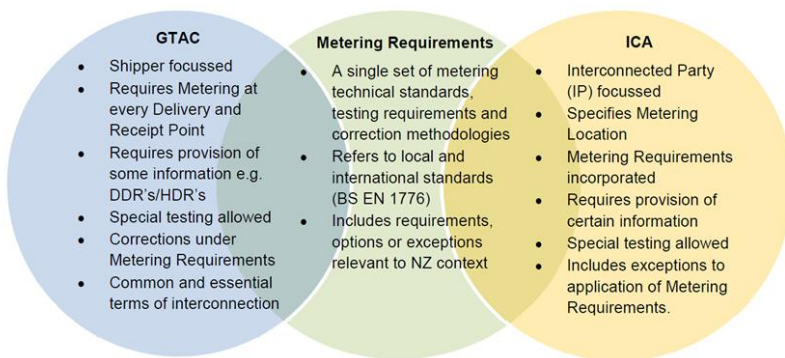 GTAC
• Shipper focussed
• Requires Metering at
every Delivery and
Receipt Point
• Requires provision of
some information e.g.
DDR's/HDR's
• Special testing allowed
• Corrections under
Metering Requirements
• Common and essential
terms of interconnection
Metering Requirements
• A single set of metering
technical standards,
testing requirements and
correction methodologies
• Refers to local and
international standards
(BS EN 1776)
• Includes requirements,
options or exceptions
relevant to NZ context
ICA
• Interconnected Party
(IP) focussed
• Specifies Metering
Location
• Metering Requirements
incorporated
• Requires provision of
certain information
• Special testing allowed
• Includes exceptions to
application of Metering
Requirements.